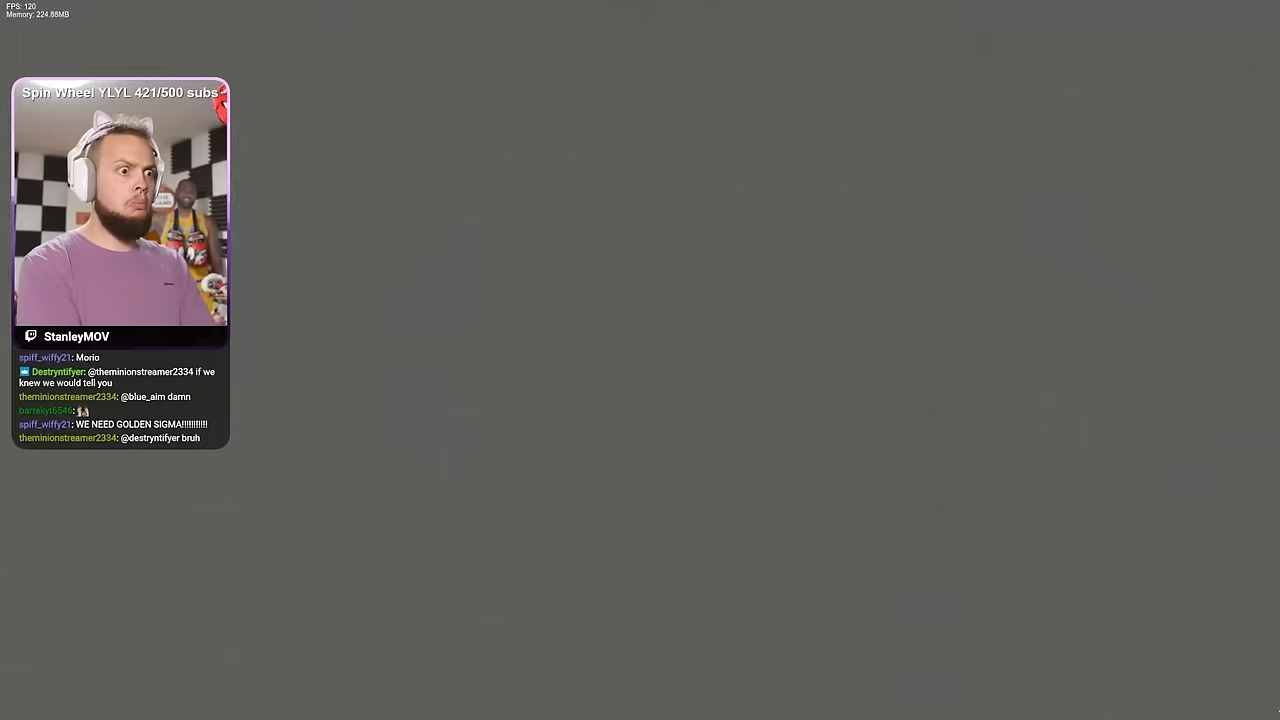 FPS: 120
Memory: 224.88MB
Spin Wheel YLYL 421/500 subs
StanleyMOV
spiff_wiffy21: Morio
Destryntifyer: @theminionstreamer2334 if we
knew we would tell you
theminionstreamer2334: @blue_aim damn
bartekyt6546:
spiff_wiffy21: WE NEED GOLDEN SIGMA!!!!!!!!!!!
theminionstreamer2334: @destryntifyer bruh